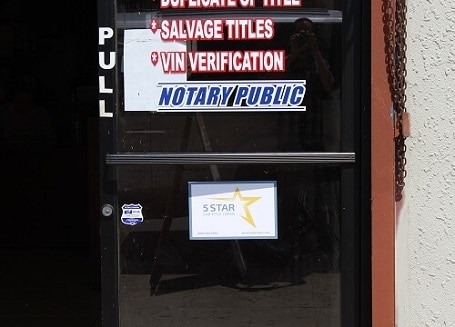 DUPLICATE OF TITLE
*SALVAGE TITLES
*VIN VERIFICATION
NOTARY PUBLIC
PULL
5 STAR